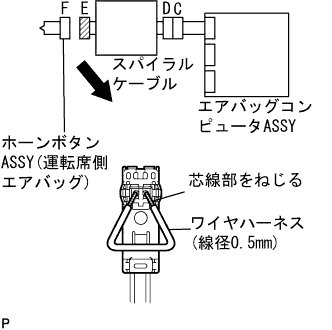 F E D C
スパイラル
ケーブル
エアバッグコン
ピュータASSY
ホーンボタン
ASSY(運転席側
エアバッグ)
芯線部をねじる
ワイヤハーネス
(線径0.5mm)
P